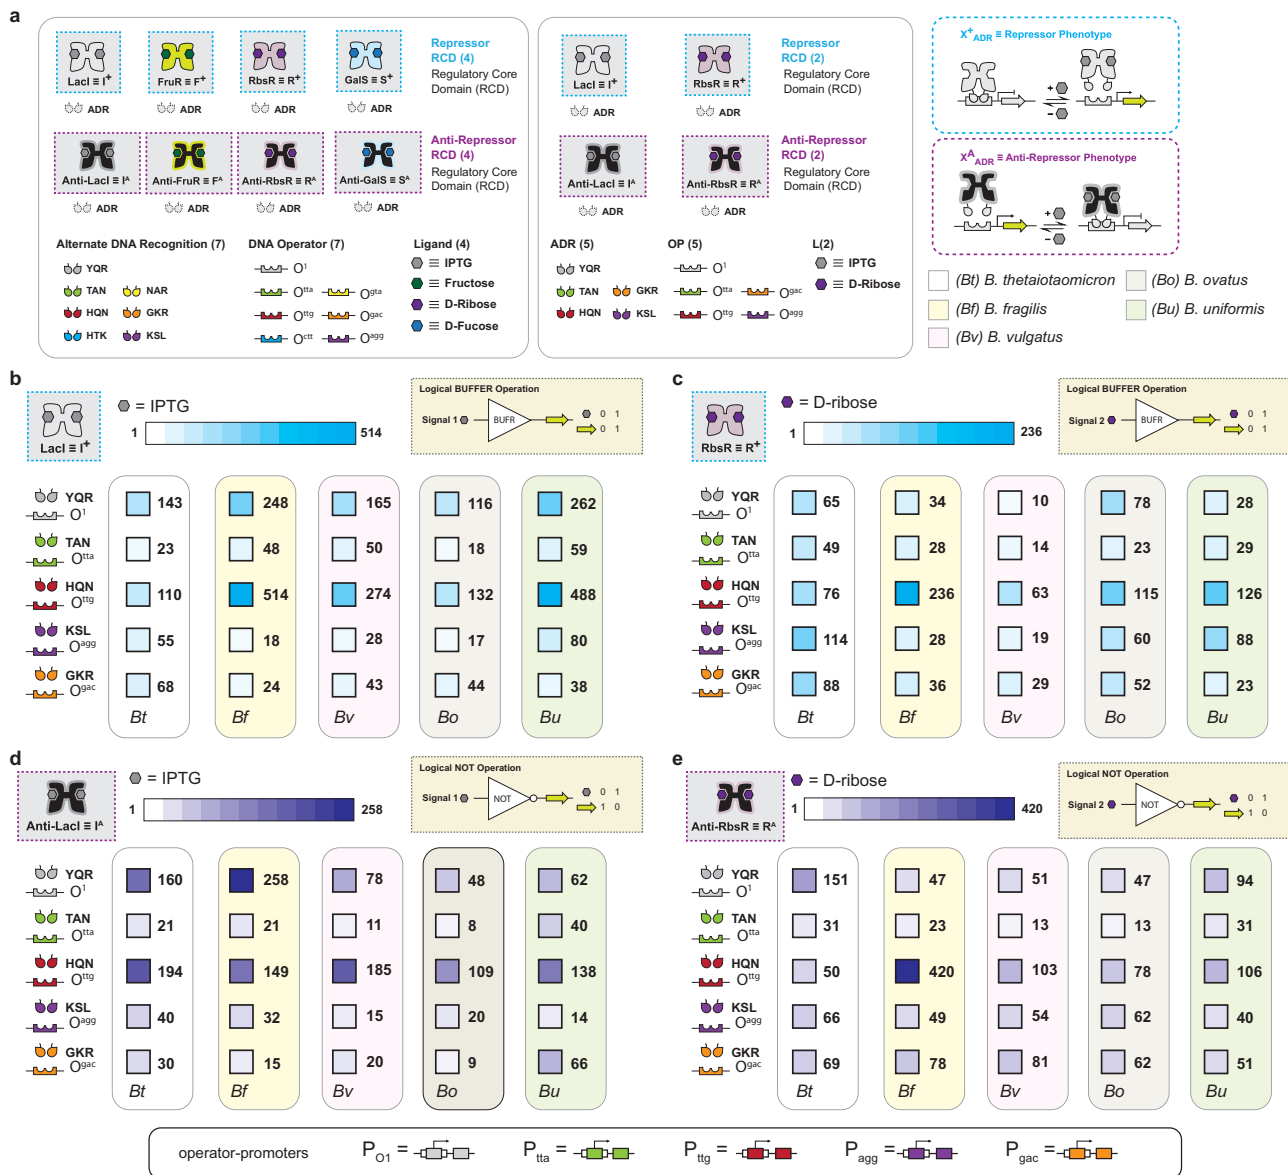 a
LacI ≡ I+
FruR ≡ F+
RbsR ≡ R+
GalS ≡ S+
Repressor
RCD (4)
Regulatory Core
Domain (RCD)
ADR
ADR
ADR
ADR
Anti-LacI ≡ IA
Anti-FruR ≡ FA
Anti-RbsR ≡ RA
Anti-GalS ≡ SA
Anti-Repressor
RCD (4)
Regulatory Core
Domain (RCD)
ADR
ADR
ADR
ADR
Alternate DNA Recognition (7)
YQR
TAN
NAR
HQN
GKR
HTK
KSL
DNA Operator (7)
O1
Otta
Ogta
Ottg
Ogac
Octt
Oagg
Ligand (4)
≡ IPTG
≡ Fructose
≡ D-Ribose
≡ D-Fucose
LacI ≡ I+
RbsR ≡ R+
Repressor
RCD (2)
Regulatory Core
Domain (RCD)
ADR
ADR
Anti-LacI ≡ IA
Anti-RbsR ≡ RA
Anti-Repressor
RCD (2)
Regulatory Core
Domain (RCD)
ADR
ADR
ADR (5)
YQR
TAN
GKR
HQN
KSL
OP (5)
O1
Otta
Ogac
Ottg
Oagg
L(2)
≡ IPTG
≡ D-Ribose
X+ADR ≡ Repressor Phenotype
+
−
XAADR ≡ Anti-Repressor Phenotype
+
−
(Bt) B. thetaiotaomicron
(Bo) B. ovatus
(Bf) B. fragilis
(Bu) B. uniformis
(Bv) B. vulgatus
b
LacI ≡ I+
= IPTG
1
514
Logical BUFFER Operation
Signal 1
BUFR
0 1
0 1
YQR
O1
143
248
165
116
262
TAN
Otta
23
48
50
18
59
HQN
Ottg
110
514
274
132
488
KSL
Oagg
55
18
28
17
80
GKR
Ogac
68
24
43
44
38
Bt
Bf
Bv
Bo
Bu
c
RbsR ≡ R+
= D-ribose
1
236
Logical BUFFER Operation
Signal 2
BUFR
0 1
0 1
YQR
O1
65
34
10
78
28
TAN
Otta
49
28
14
23
29
HQN
Ottg
76
236
63
115
126
KSL
Oagg
114
28
19
60
88
GKR
Ogac
88
36
29
52
23
Bt
Bf
Bv
Bo
Bu
d
Anti-LacI ≡ IA
= IPTG
1
258
Logical NOT Operation
Signal 1
NOT
0 1
1 0
YQR
O1
160
258
78
48
62
TAN
Otta
21
21
11
8
40
HQN
Ottg
194
149
185
109
138
KSL
Oagg
40
32
15
20
14
GKR
Ogac
30
15
20
9
66
Bt
Bf
Bv
Bo
Bu
e
Anti-RbsR ≡ RA
= D-ribose
1
420
Logical NOT Operation
Signal 2
NOT
0 1
1 0
YQR
O1
151
47
51
47
94
TAN
Otta
31
23
13
13
31
HQN
Ottg
50
420
103
78
106
KSL
Oagg
66
49
54
62
40
GKR
Ogac
69
78
81
62
51
Bt
Bf
Bv
Bo
Bu
operator-promoters
PO1 =
Ptta =
Pttg =
Pagg =
Pgac =